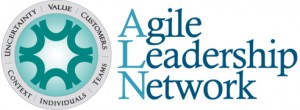 UNCERTAINTY VALUE CUSTOMERS
CONTEXT INDIVIDUALS TEAMS
Agile
Leadership
Network